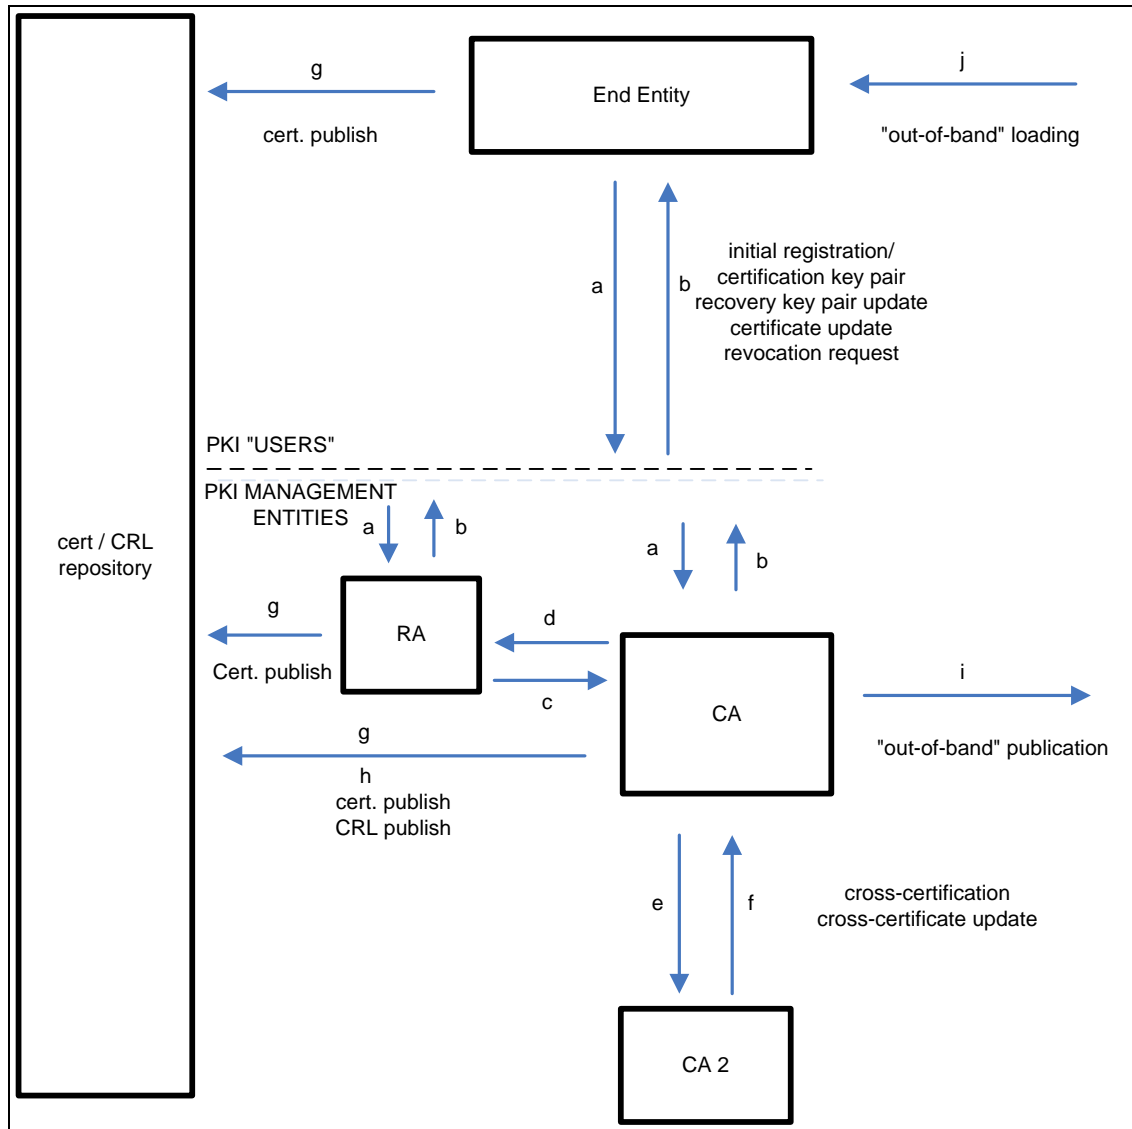 g
End Entity
j
cert. publish
"out-of-band" loading
initial registration/
certification key pair
a
b
recovery key pair update
certificate update
revocation request
PKI "USERS"
PKI MANAGEMENT
ENTITIES
a
b
a
b
cert / CRL
repository
g
RA
d
Cert. publish
c
CA
i
g
"out-of-band" publication
h
cert. publish
CRL publish
e
f
cross-certification
cross-certificate update
CA 2